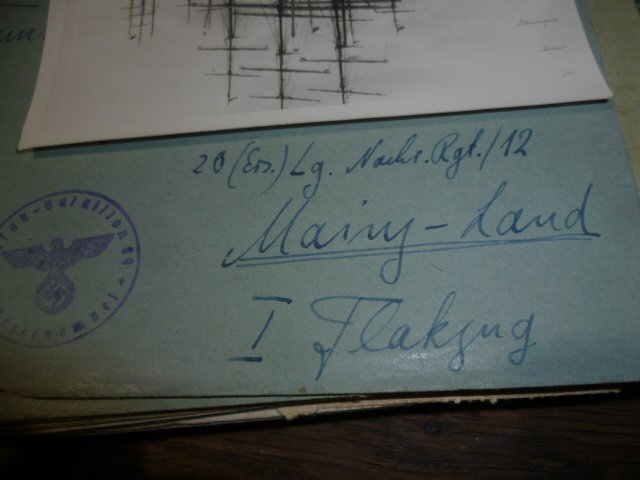 20 (Ers.) Lg. Nachr. Rgt./12
Mainz-Land
I Flakzug